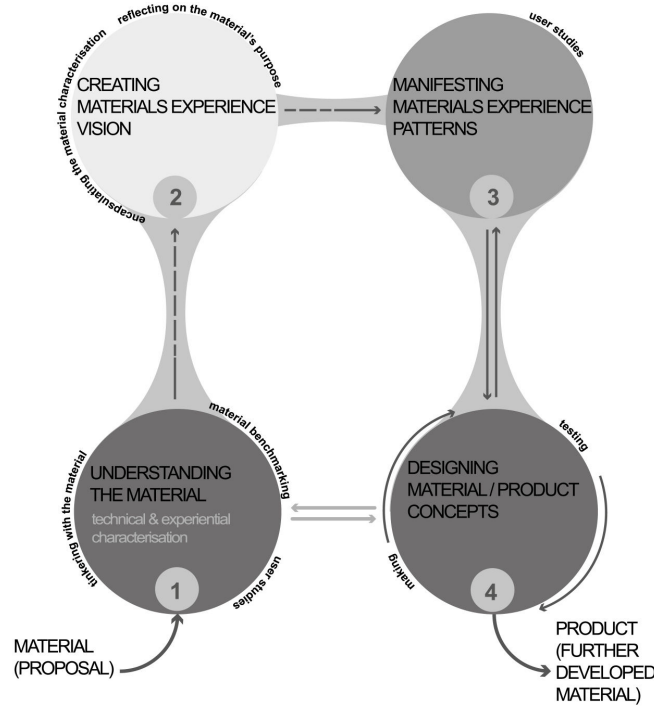 reflecting on the material's purpose
encapsulating the material characterisation
CREATING
MATERIALS EXPERIENCE
VISION
2
user studies
MANIFESTING
MATERIALS EXPERIENCE
PATTERNS
3
material benchmarking
tinkering with the material
UNDERSTANDING
THE MATERIAL
technical & experiential
characterisation
user studies
1
testing
DESIGNING
MATERIAL / PRODUCT
CONCEPTS
making
4
MATERIAL
(PROPOSAL)
PRODUCT
(FURTHER
DEVELOPED
MATERIAL)